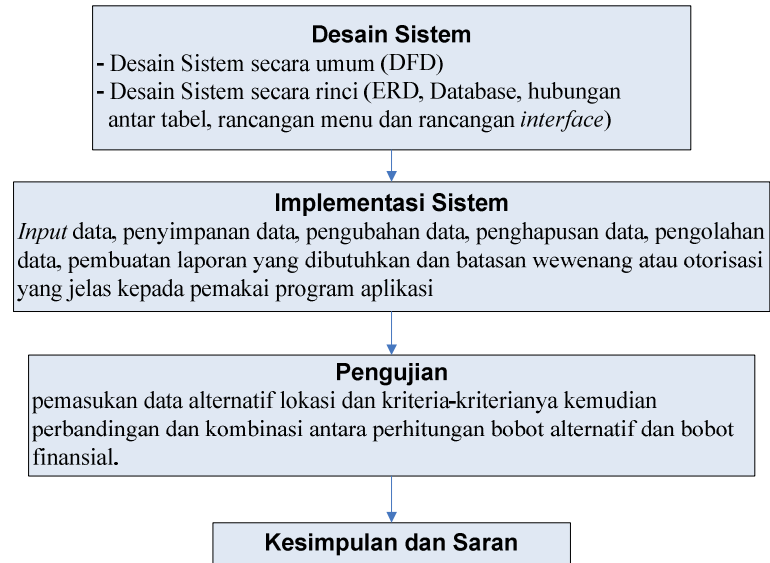 Desain Sistem
- Desain Sistem secara umum (DFD)
- Desain Sistem secara rinci (ERD, Database, hubungan
antar tabel, rancangan menu dan rancangan interface)
Implementasi Sistem
Input data, penyimpanan data, pengubahan data, penghapusan data, pengolahan
data, pembuatan laporan yang dibutuhkan dan batasan wewenang atau otorisasi
yang jelas kepada pemakai program aplikasi
Pengujian
pemasukan data alternatif lokasi dan kriteria-kriterianya kemudian
perbandingan dan kombinasi antara perhitungan bobot alternatif dan bobot
finansial.
Kesimpulan dan Saran